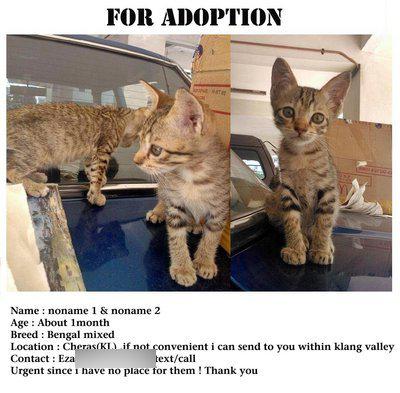 FOR ADOPTION
Name : noname 1 & noname 2
Age : About 1month
Breed : Bengal mixed
Location : Cheras(KL) if not convenient i can send to you within klang valley
Contact : Eza text/call
Urgent since i have no place for them ! Thank you